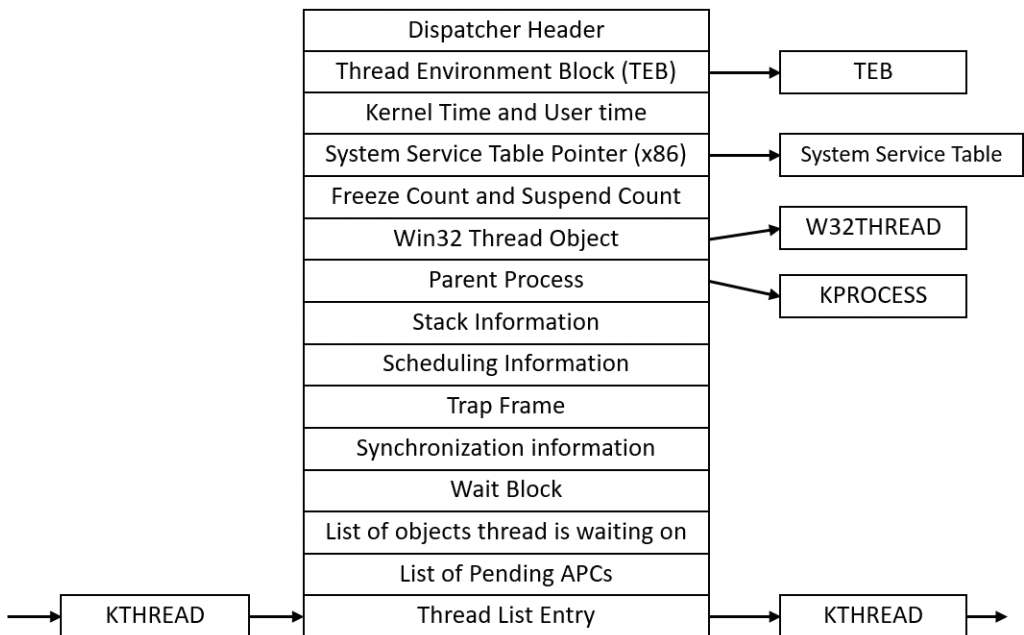 Dispatcher Header
Thread Environment Block (TEB)
TEB
Kernel Time and User time
System Service Table Pointer (x86)
System Service Table
Freeze Count and Suspend Count
Win32 Thread Object
W32THREAD
Parent Process
KPROCESS
Stack Information
Scheduling Information
Trap Frame
Synchronization information
Wait Block
List of objects thread is waiting on
List of Pending APCs
KTHREAD
Thread List Entry
KTHREAD